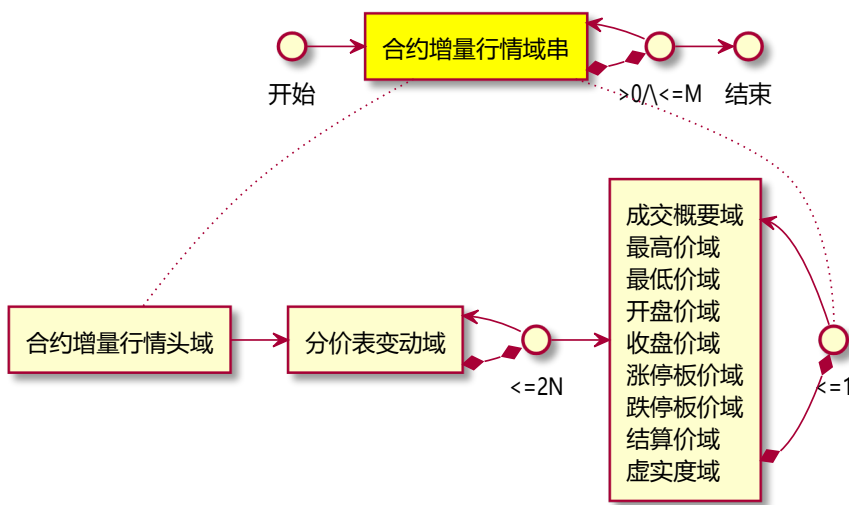 合约增量行情域串
开始
>0/\<=M
结束
合约增量行情头域
分价表变动域
<=2N
成交概要域
最高价域
最低价域
开盘价域
收盘价域
涨停板价域
跌停板价域
结算价域
虚实度域
<=1